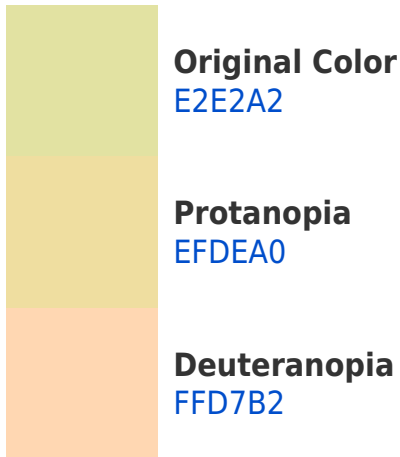 Original Color
E2E2A2
Protanopia
EFDEA0
Deuteranopia
FFD7B2